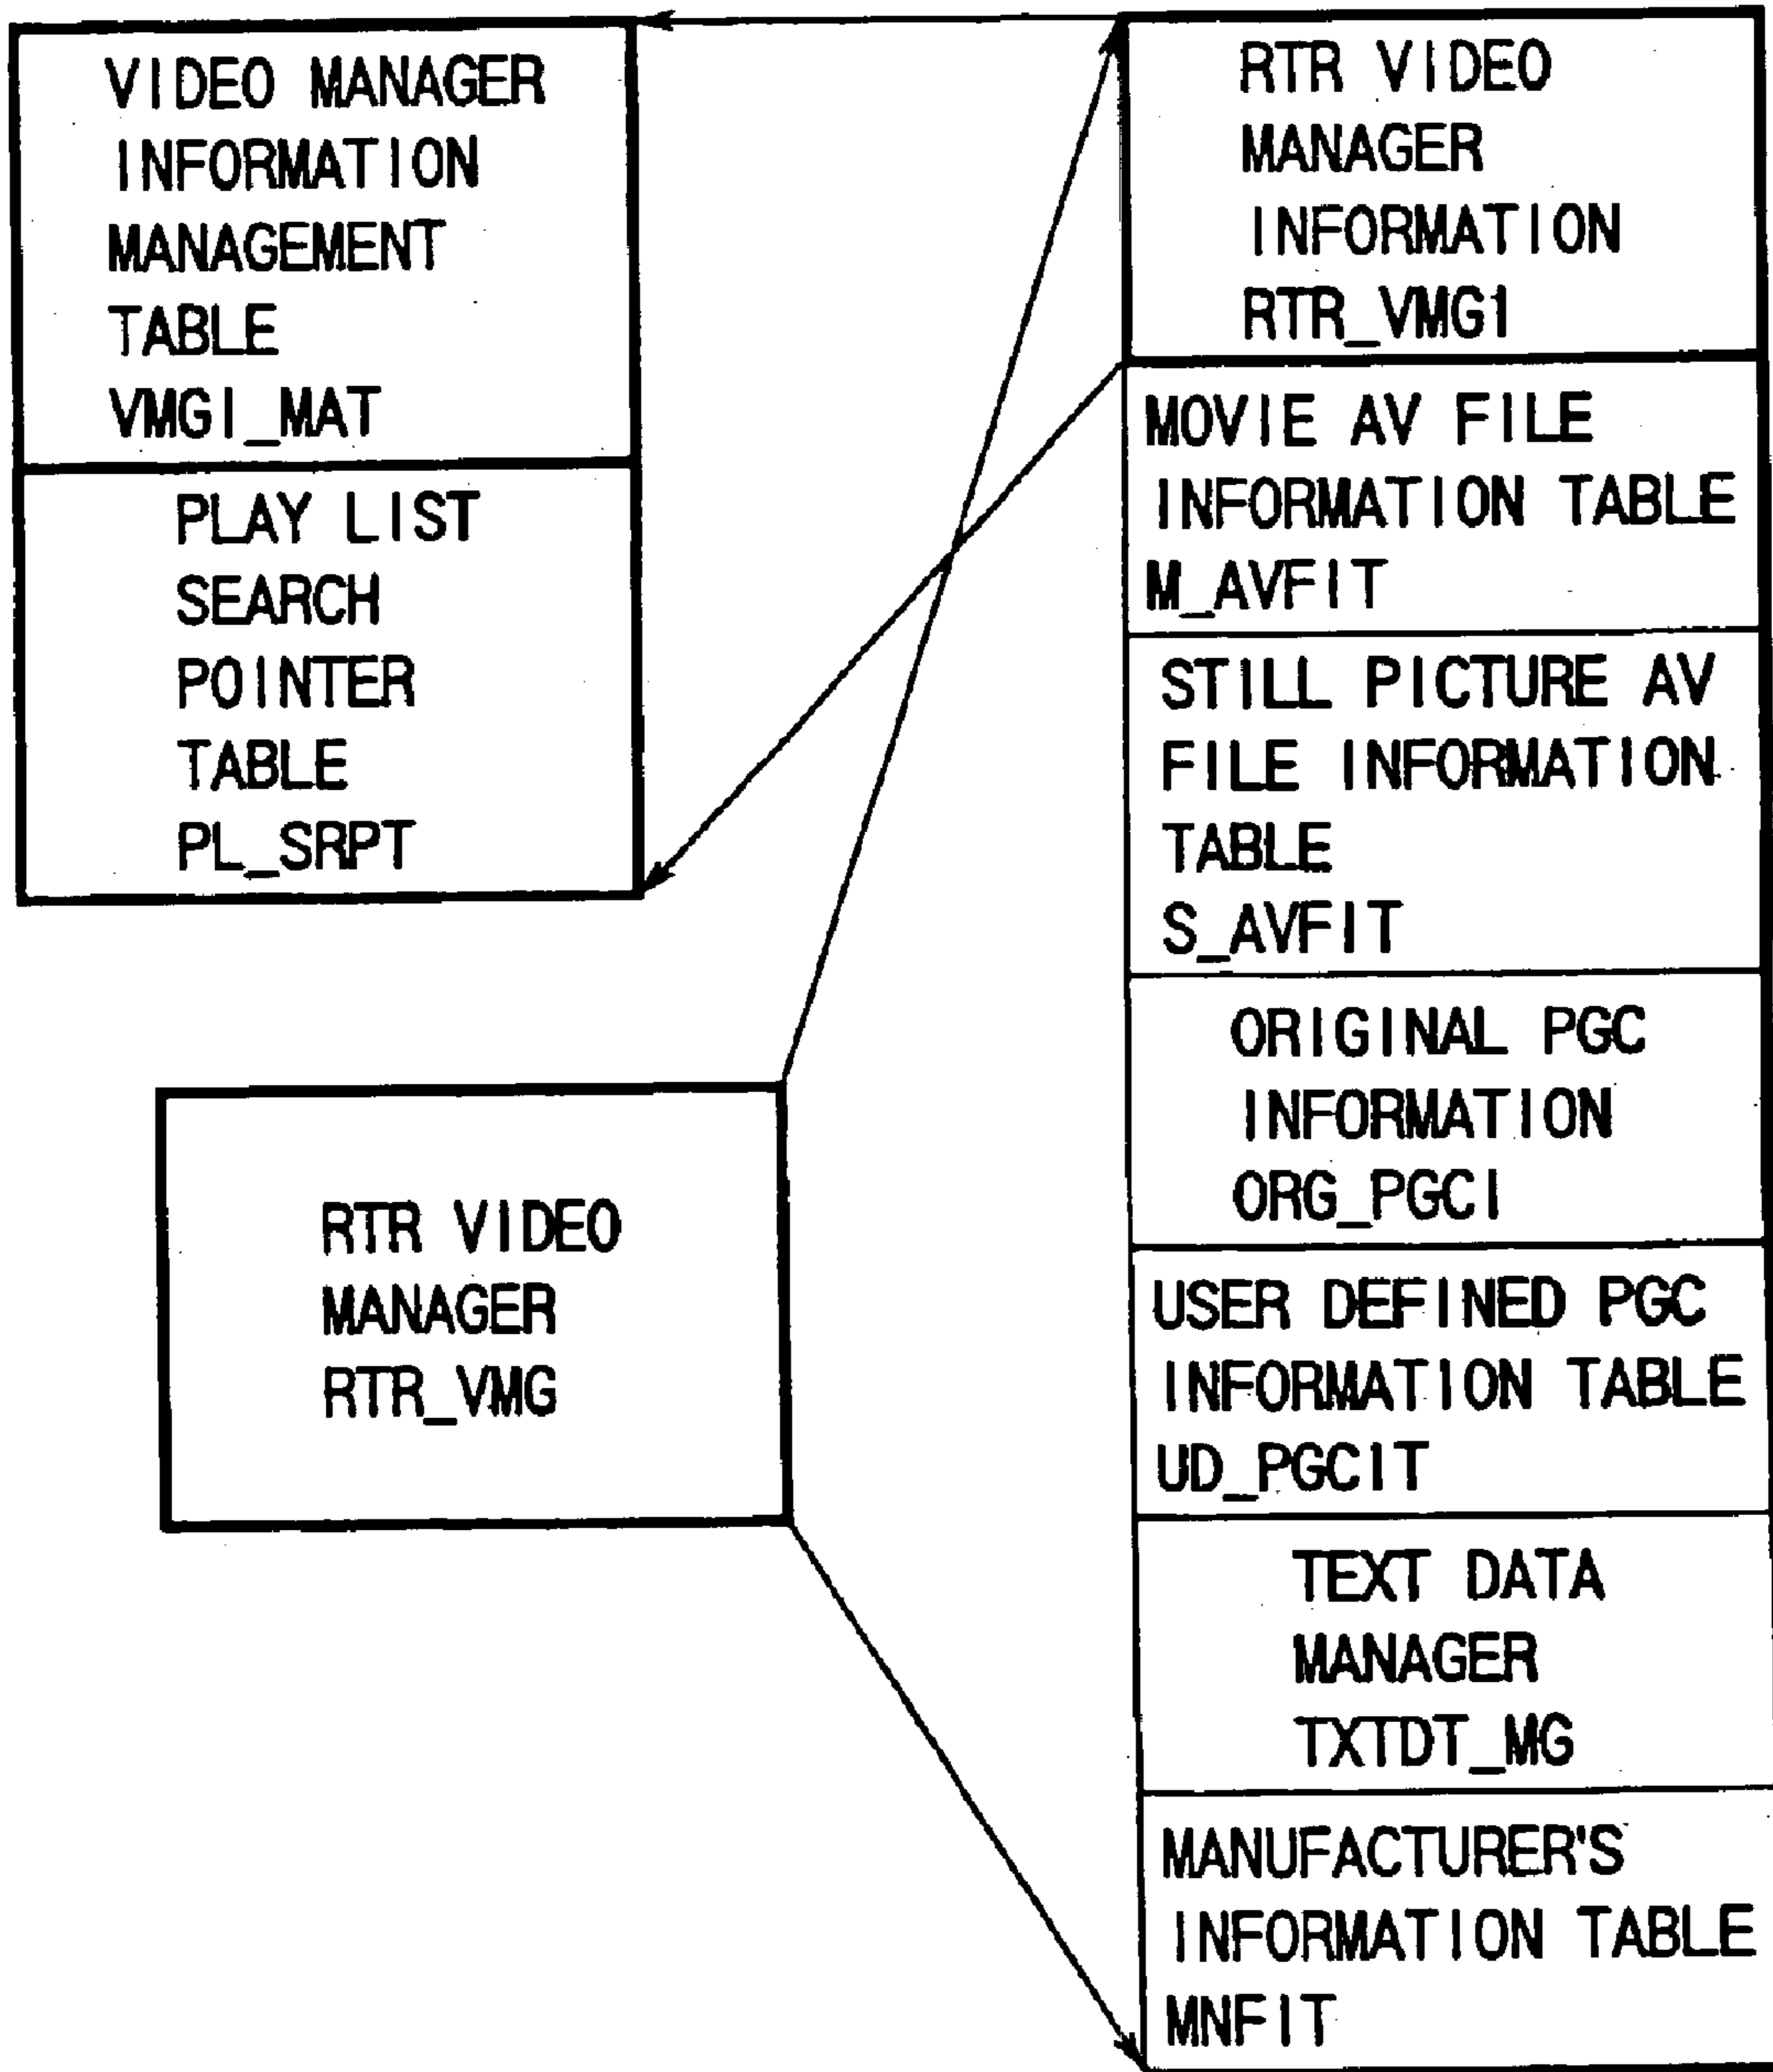 VIDEO MANAGER
INFORMATION
MANAGEMENT
TABLE
VMGI_MAT
PLAY LIST
SEARCH
POINTER
TABLE
PL_SRPT
RTR VIDEO
MANAGER
RTR_VMG
RTR VIDEO
MANAGER
INFORMATION
RTR_VMGI
MOVIE AV FILE
INFORMATION TABLE
M_AVFIT
STILL PICTURE AV
FILE INFORMATION
TABLE
S_AVFIT
ORIGINAL PGC
INFORMATION
ORG_PGCI
USER DEFINED PGC
INFORMATION TABLE
UD_PGCIT
TEXT DATA
MANAGER
TXTDT_MG
MANUFACTURER'S
INFORMATION TABLE
MNFIT